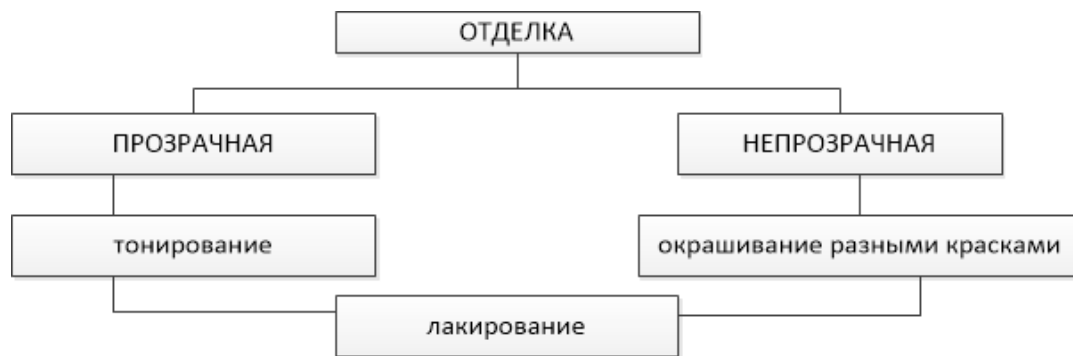 ОТДЕЛКА
ПРОЗРАЧНАЯ
НЕПРОЗРАЧНАЯ
тонирование
окрашивание разными красками
лакирование